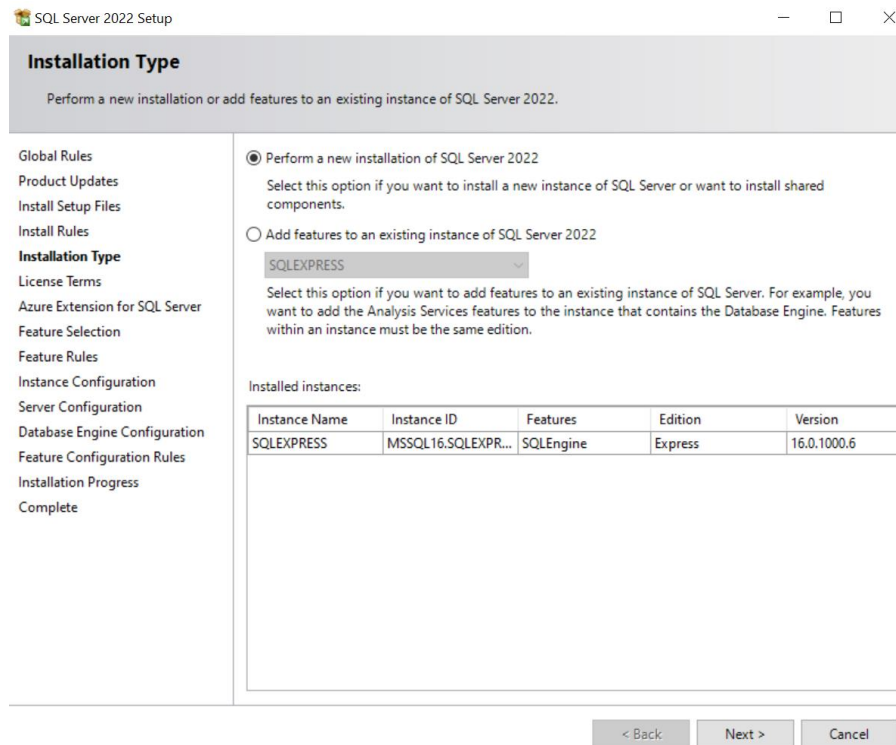 SQL Server 2022 Setup
Installation Type
Perform a new installation or add features to an existing instance of SQL Server 2022.
Global Rules
Product Updates
Install Setup Files
Install Rules
Installation Type
License Terms
Azure Extension for SQL Server
Feature Selection
Feature Rules
Instance Configuration
Server Configuration
Database Engine Configuration
Feature Configuration Rules
Installation Progress
Complete
Perform a new installation of SQL Server 2022
Select this option if you want to install a new instance of SQL Server or want to install shared
components.
Add features to an existing instance of SQL Server 2022
SQLEXPRESS
Select this option if you want to add features to an existing instance of SQL Server. For example, you
want to add the Analysis Services features to the instance that contains the Database Engine. Features
within an instance must be the same edition.
Installed instances:
Instance Name Instance ID Features Edition Version
SQLEXPRESS MSSQL16.SQLEXPR... SQLEngine Express 16.0.1000.6
< Back Next > Cancel